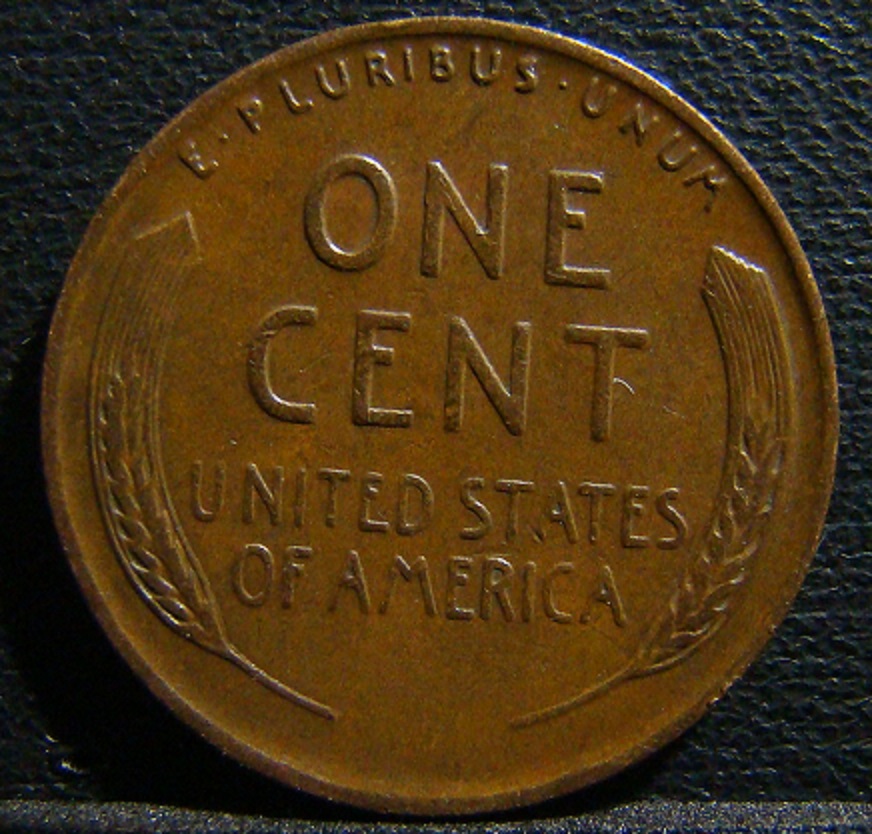 E · PLURIBUS · UNUM
ONE
CENT
UNITED STATES
OF AMERICA